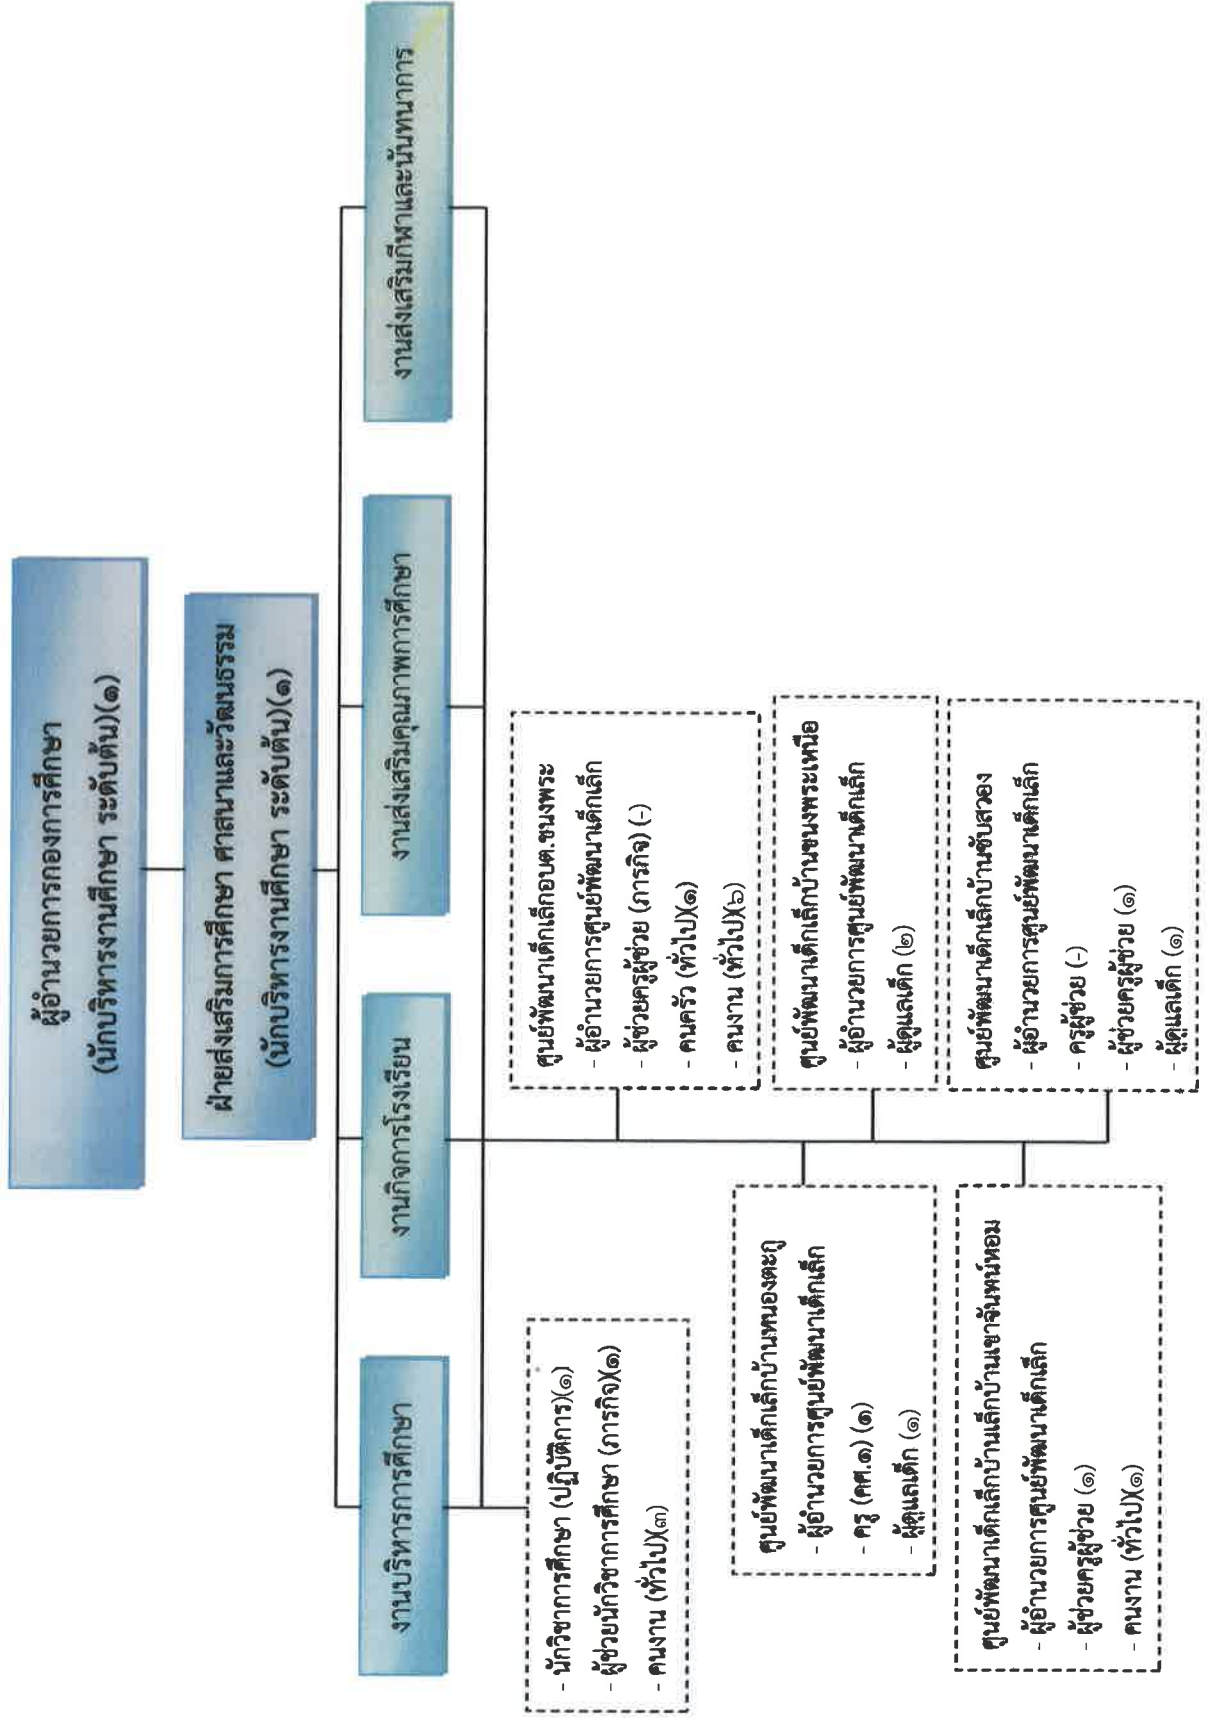 ผู้อำนวยการกองการศึกษา
(นักบริหารงานศึกษา ระดับต้น)(๑)
ฝ่ายส่งเสริมการศึกษา ศาสนาและวัฒนธรรม
(นักบริหารงานศึกษา ระดับต้น)(๑)
งานบริหารการศึกษา
งานกิจการโรงเรียน
งานส่งเสริมคุณภาพการศึกษา
งานส่งเสริมกีฬาและนันทนาการ
- นักวิชาการศึกษา (ปฏิบัติการ)(๑)
- ผู้ช่วยนักวิชาการศึกษา (ภารกิจ)(๑)
- คนงาน (ทั่วไป)(๓)
ศูนย์พัฒนาเด็กเล็กอบต.ขนงพระ
- ผู้อำนวยการศูนย์พัฒนาเด็กเล็ก
- ผู้ช่วยครูผู้ช่วย (ภารกิจ) (-)
- คนครัว (ทั่วไป)(๑)
- คนงาน (ทั่วไป)(๖)
ศูนย์พัฒนาเด็กเล็กบ้านหนองตะกู
- ผู้อำนวยการศูนย์พัฒนาเด็กเล็ก
- ครู (คศ.๑) (๑)
- ผู้ดูแลเด็ก (๑)
ศูนย์พัฒนาเด็กเล็กบ้านขนงพระเหนือ
- ผู้อำนวยการศูนย์พัฒนาเด็กเล็ก
- ผู้ดูแลเด็ก (๒)
ศูนย์พัฒนาเด็กเล็กบ้านเล็กบ้านเขาจันทน์หอม
- ผู้อำนวยการศูนย์พัฒนาเด็กเล็ก
- ผู้ช่วยครูผู้ช่วย (๑)
- คนงาน (ทั่วไป)(๑)
ศูนย์พัฒนาเด็กเล็กบ้านซับสวอง
- ผู้อำนวยการศูนย์พัฒนาเด็กเล็ก
- ครูผู้ช่วย (-)
- ผู้ช่วยครูผู้ช่วย (๑)
- ผู้ดูแลเด็ก (๑)